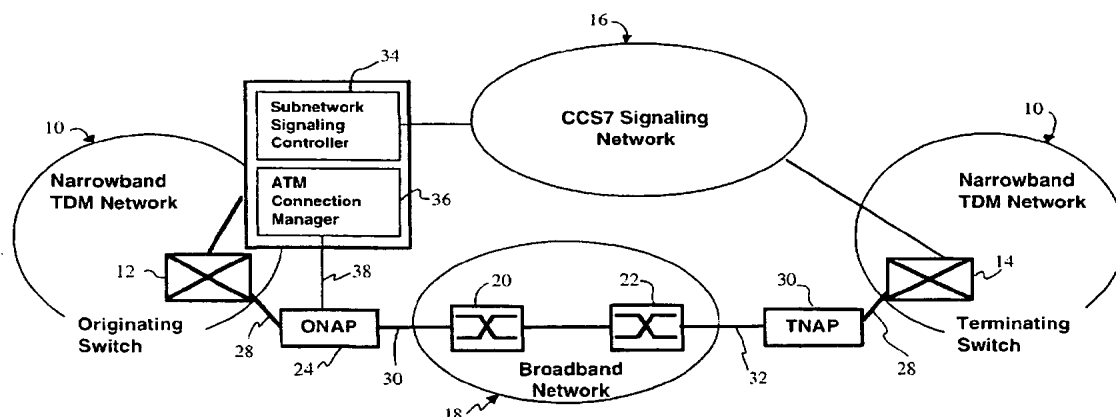 16
34
Subnetwork
Signaling
Controller
10
CCS7 Signaling
Network
10
Narrowband
TDM Network
ATM
Connection
Manager
36
Narrowband
TDM Network
12
38
20
22
30
14
ONAP
TNAP
Originating
Switch
28
24
30
Broadband
Network
32
28
Terminating
Switch
18